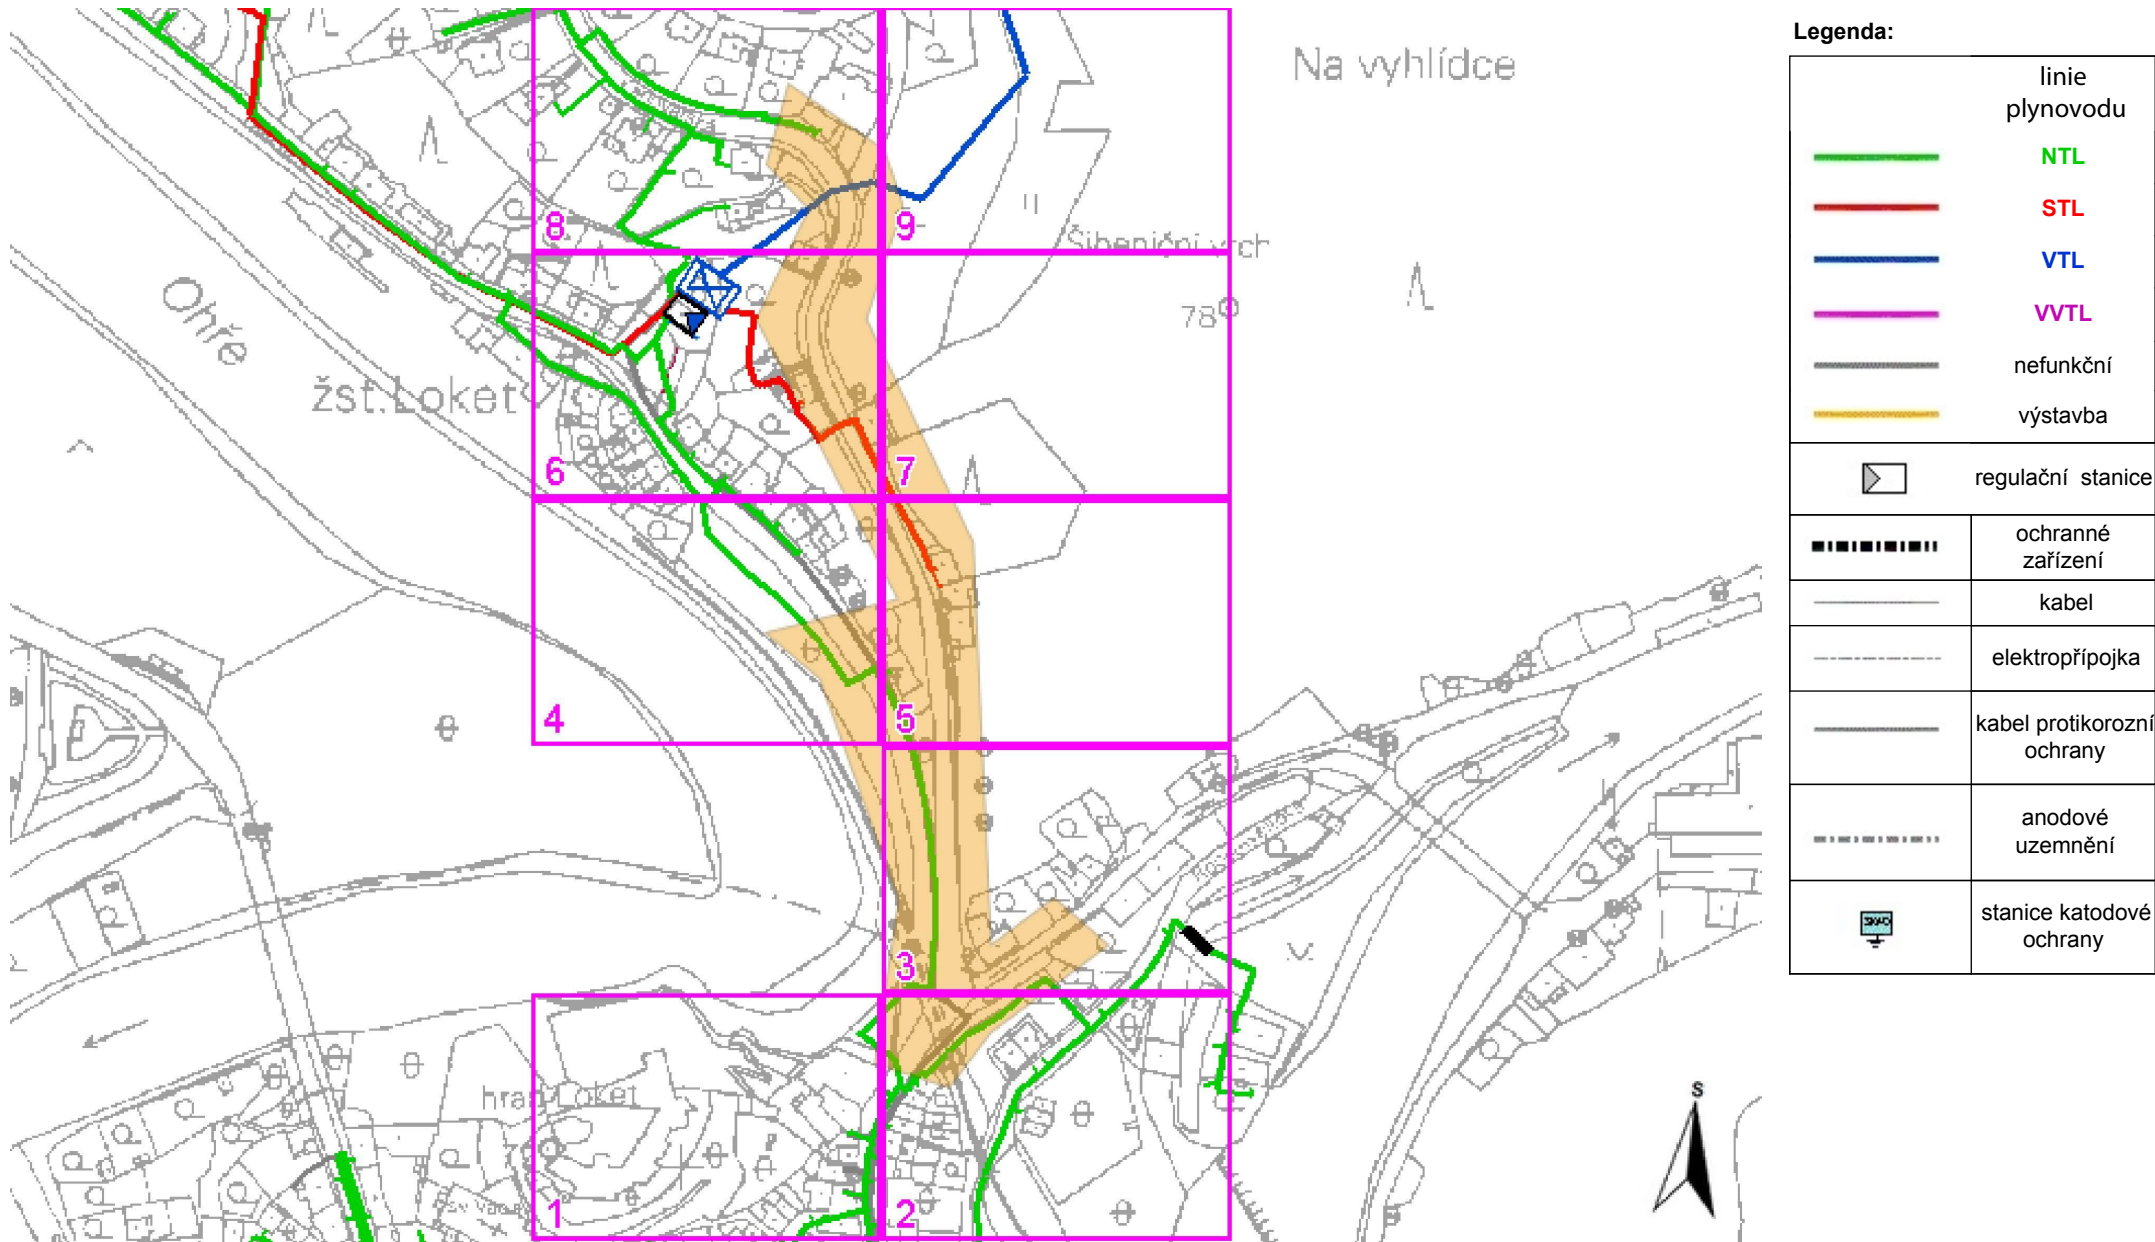 Na vyhlídce
Ohře
žst.Loket
Šibeniční vrch
78
hrad Loket
8
9
6
7
4
5
3
1
2
S
Legenda:
linie
plynovodu
NTL
STL
VTL
VVTL
nefunkční
výstavba
regulační stanice
ochranné
zařízení
kabel
elektropřípojka
kabel protikorozní
ochrany
anodové
uzemnění
stanice katodové
ochrany